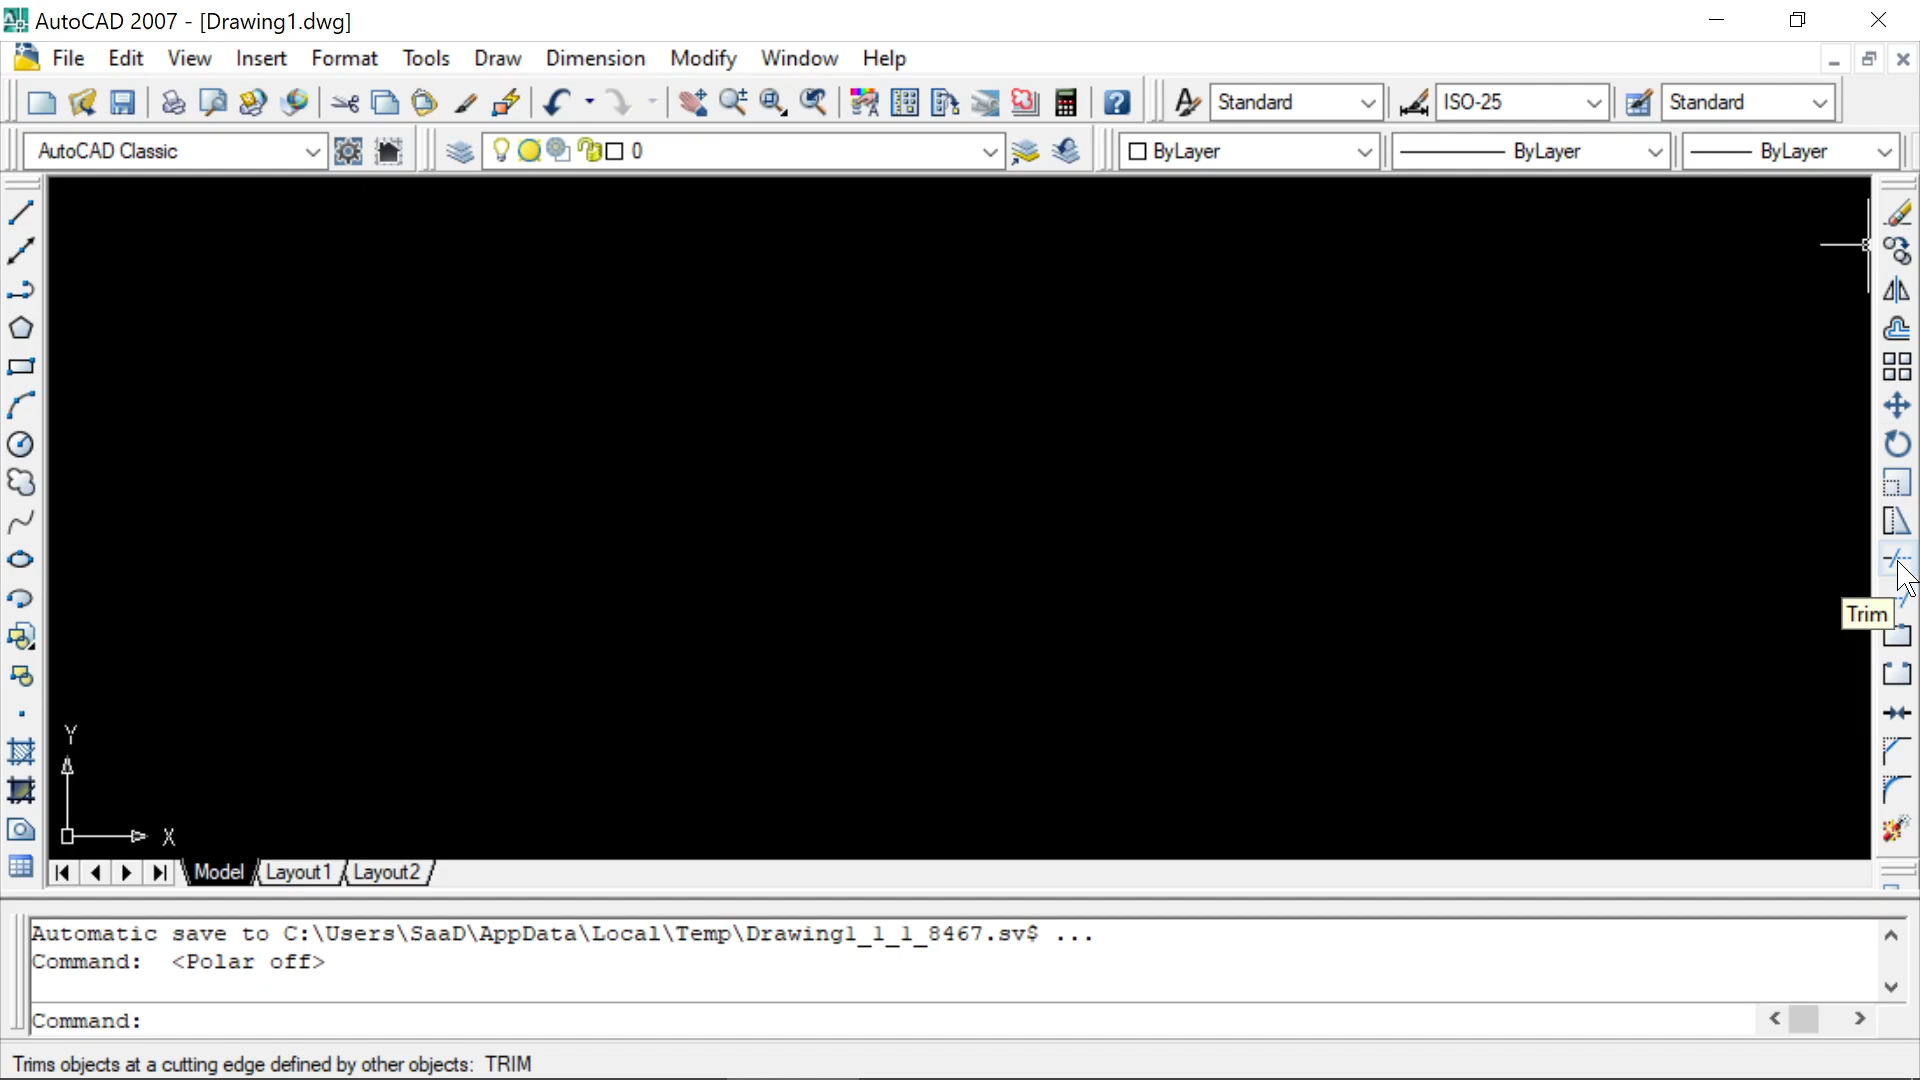 AutoCAD 2007 - [Drawing1.dwg]
File Edit View Insert Format Tools Draw Dimension Modify Window Help
Standard ISO-25 Standard
AutoCAD Classic 0 ByLayer ByLayer ByLayer
Trim
Y
X
Model Layout1 Layout2
Automatic save to C:\Users\SaaD\AppData\Local\Temp\Drawing1_1_1_8467.sv$ ...
Command: <Polar off>
Command:
Trims objects at a cutting edge defined by other objects: TRIM